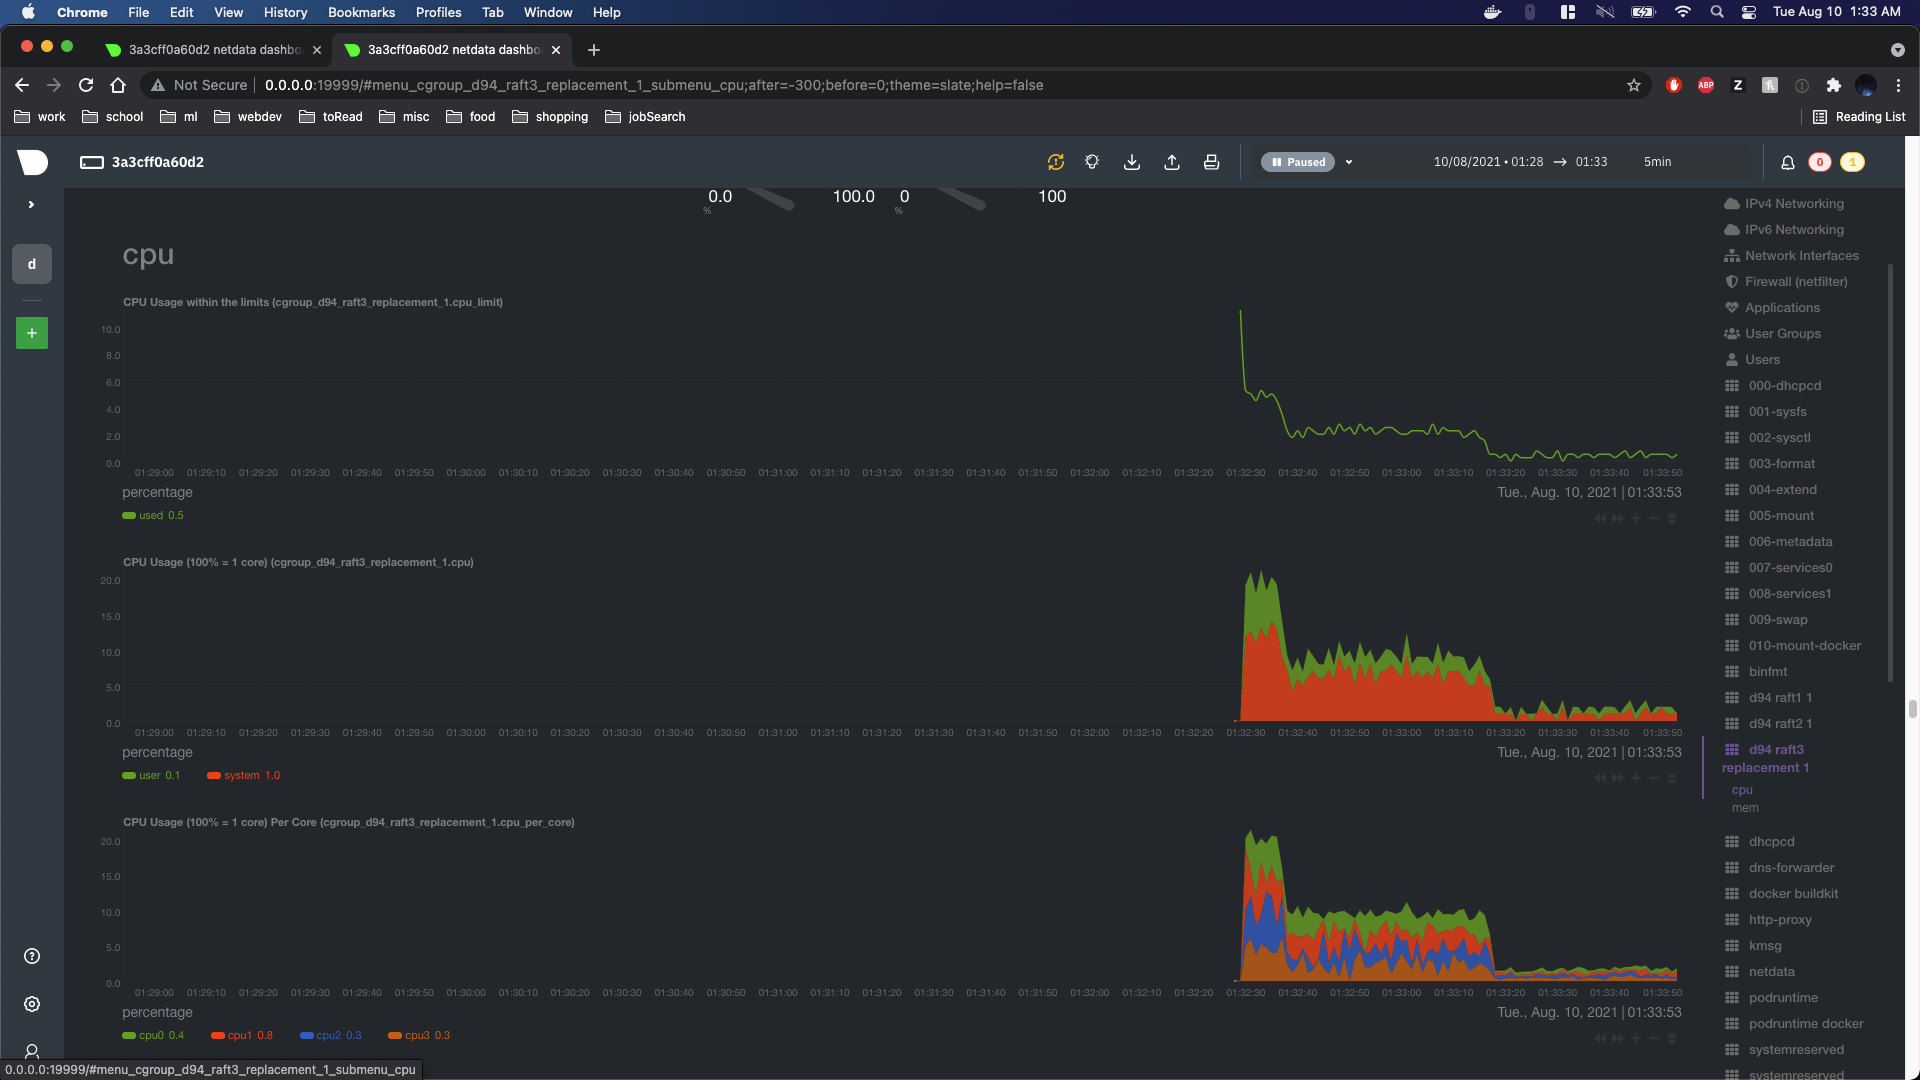 Chrome File Edit View History Bookmarks Profiles Tab Window Help Tue Aug 10 1:33 AM
3a3cff0a60d2 netdata dashbo 3a3cff0a60d2 netdata dashbo
Not Secure 0.0.0.0:19999/#menu_cgroup_d94_raft3_replacement_1_submenu_cpu;after=-300;before=0;theme=slate;help=false ABP Z
work school ml webdev toRead misc food shopping jobSearch Reading List
3a3cff0a60d2 Paused 10/08/2021 • 01:28 → 01:33 5min 0 1
0.0 100.0 0 100
% %
d
+
cpu
CPU Usage within the limits (cgroup_d94_raft3_replacement_1.cpu_limit)
10.0
8.0
6.0
4.0
2.0
0.0
01:29:00 01:29:10 01:29:20 01:29:30 01:29:40 01:29:50 01:30:00 01:30:10 01:30:20 01:30:30 01:30:40 01:30:50 01:31:00 01:31:10 01:31:20 01:31:30 01:31:40 01:31:50 01:32:00 01:32:10 01:32:20 01:32:30 01:32:40 01:32:50 01:33:00 01:33:10 01:33:20 01:33:30 01:33:40 01:33:50
percentage Tue., Aug. 10, 2021 | 01:33:53
used 0.5
CPU Usage (100% = 1 core) (cgroup_d94_raft3_replacement_1.cpu)
20.0
15.0
10.0
5.0
0.0
01:29:00 01:29:10 01:29:20 01:29:30 01:29:40 01:29:50 01:30:00 01:30:10 01:30:20 01:30:30 01:30:40 01:30:50 01:31:00 01:31:10 01:31:20 01:31:30 01:31:40 01:31:50 01:32:00 01:32:10 01:32:20 01:32:30 01:32:40 01:32:50 01:33:00 01:33:10 01:33:20 01:33:30 01:33:40 01:33:50
percentage Tue., Aug. 10, 2021 | 01:33:53
user 0.1 system 1.0
CPU Usage (100% = 1 core) Per Core (cgroup_d94_raft3_replacement_1.cpu_per_core)
20.0
15.0
10.0
5.0
0.0
01:29:00 01:29:10 01:29:20 01:29:30 01:29:40 01:29:50 01:30:00 01:30:10 01:30:20 01:30:30 01:30:40 01:30:50 01:31:00 01:31:10 01:31:20 01:31:30 01:31:40 01:31:50 01:32:00 01:32:10 01:32:20 01:32:30 01:32:40 01:32:50 01:33:00 01:33:10 01:33:20 01:33:30 01:33:40 01:33:50
percentage Tue., Aug. 10, 2021 | 01:33:53
cpu0 0.4 cpu1 0.8 cpu2 0.3 cpu3 0.3
IPv4 Networking
IPv6 Networking
Network Interfaces
Firewall (netfilter)
Applications
User Groups
Users
000-dhcpcd
001-sysfs
002-sysctl
003-format
004-extend
005-mount
006-metadata
007-services0
008-services1
009-swap
010-mount-docker
binfmt
d94 raft1 1
d94 raft2 1
d94 raft3
replacement 1
cpu
mem
dhcpcd
dns-forwarder
docker buildkit
http-proxy
kmsg
netdata
podruntime
podruntime docker
systemreserved
systemreserved
0.0.0.0:19999/#menu_cgroup_d94_raft3_replacement_1_submenu_cpu